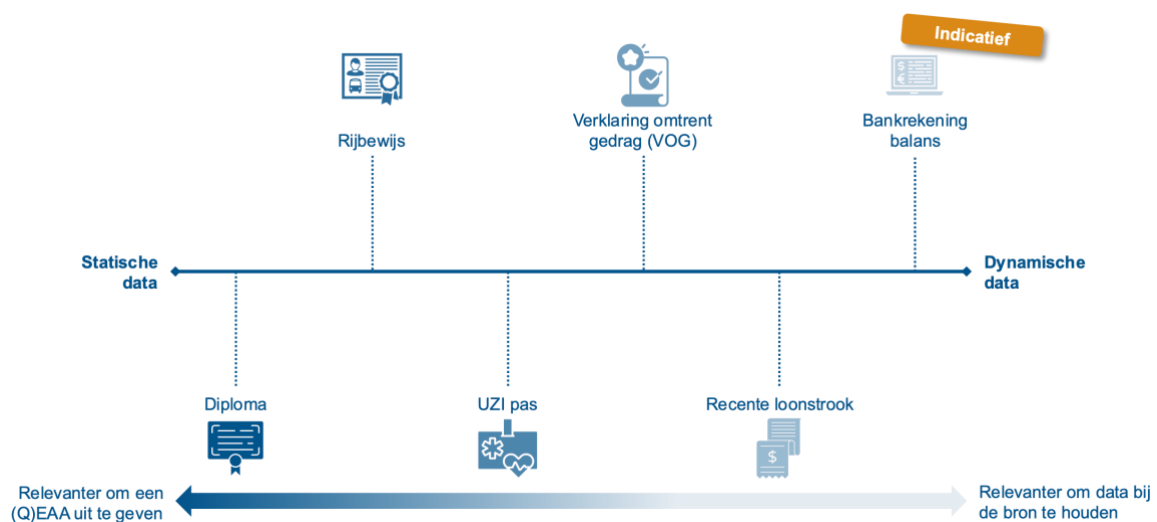 Indicatief
Rijbewijs
Verklaring omtrent
gedrag (VOG)
Bankrekening
balans
Statische
data
Dynamische
data
Diploma
UZI pas
Recente loonstrook
Relevanter om een
(Q)EAA uit te geven
Relevanter om data bij
de bron te houden